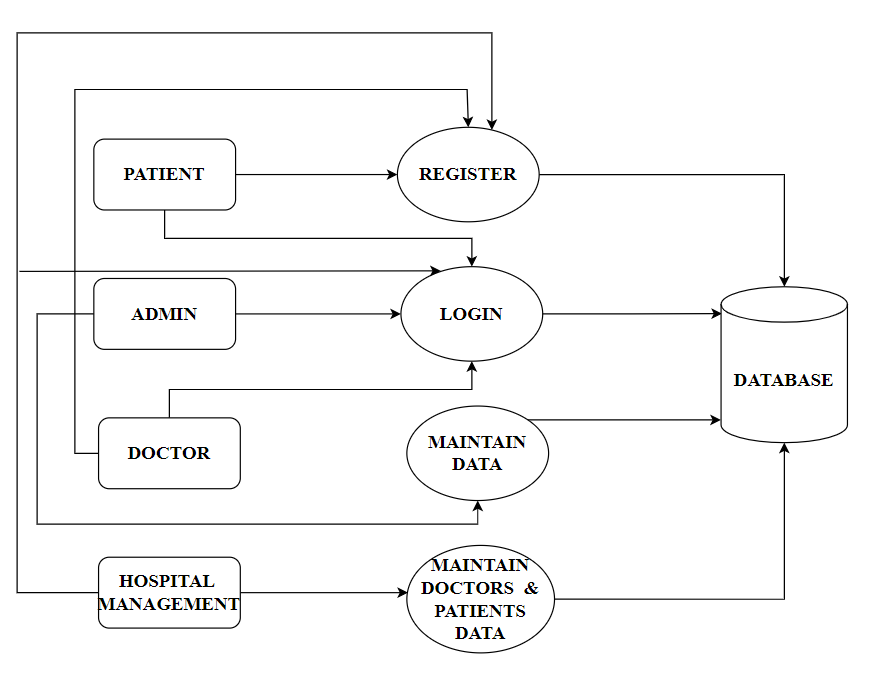 PATIENT
REGISTER
ADMIN
LOGIN
DATABASE
DOCTOR
MAINTAIN
DATA
HOSPITAL
MANAGEMENT
MAINTAIN
DOCTORS &
PATIENTS
DATA